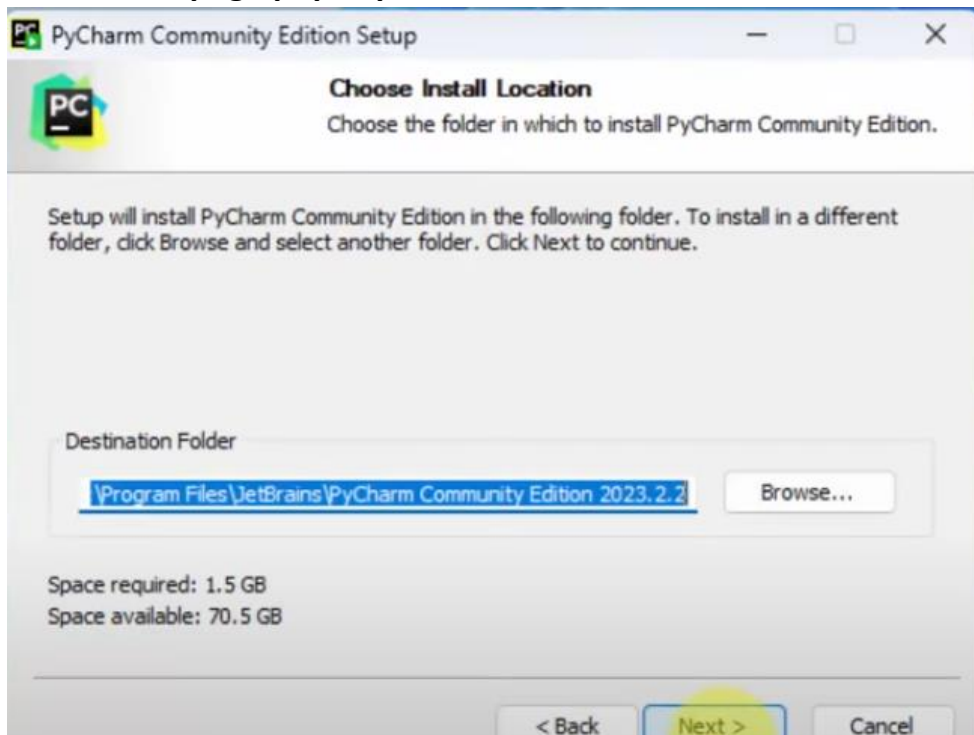 PC PyCharm Community Edition Setup
PC
Choose Install Location
Choose the folder in which to install PyCharm Community Edition.
Setup will install PyCharm Community Edition in the following folder. To install in a different
folder, click Browse and select another folder. Click Next to continue.
Destination Folder
\Program Files\JetBrains\PyCharm Community Edition 2023.2.2
Browse...
Space required: 1.5 GB
Space available: 70.5 GB
< Back
Next >
Cancel